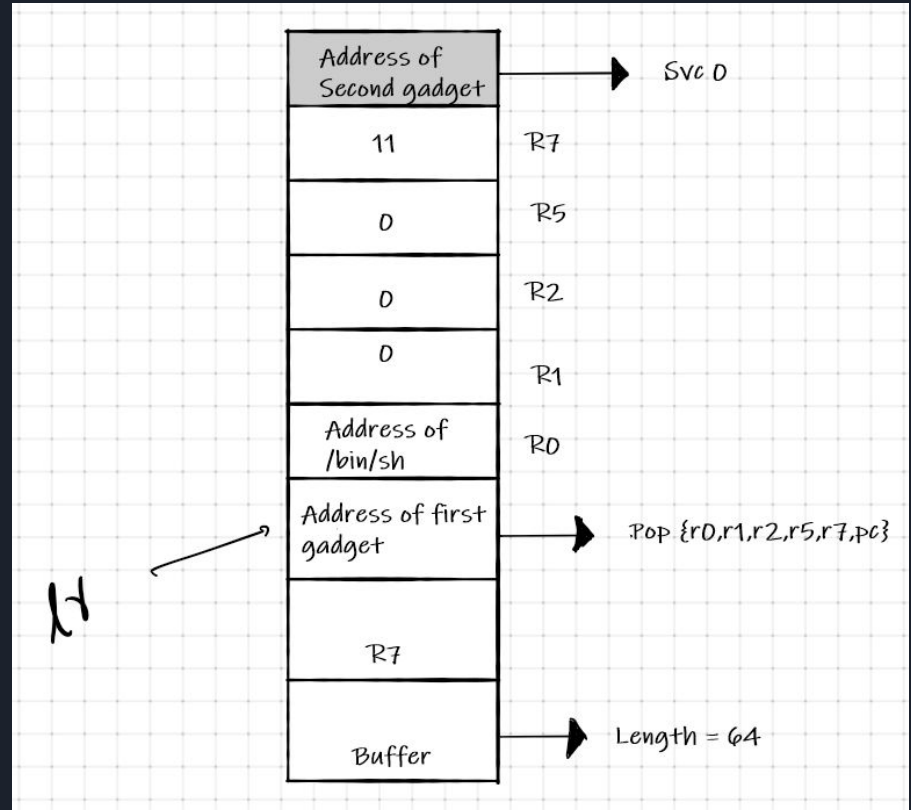 Address of
Second gadget
Svc 0
11
R7
0
R5
0
R2
0
R1
Address of
/bin/sh
R0
Address of first
gadget
Pop {r0,r1,r2,r5,r7,pc}
lr
R7
Buffer
Length = 64